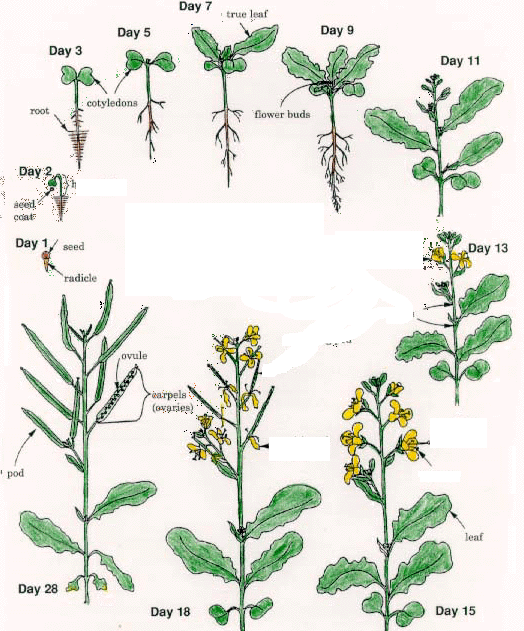 Day 7
true leaf
Day 5
Day 9
Day 3
Day 11
cotyledons
root
flower buds
Day 2
seed
coat
Day 1
seed
radicle
Day 13
ovule
carpels
(ovaries)
pod
leaf
Day 28
Day 18
Day 15